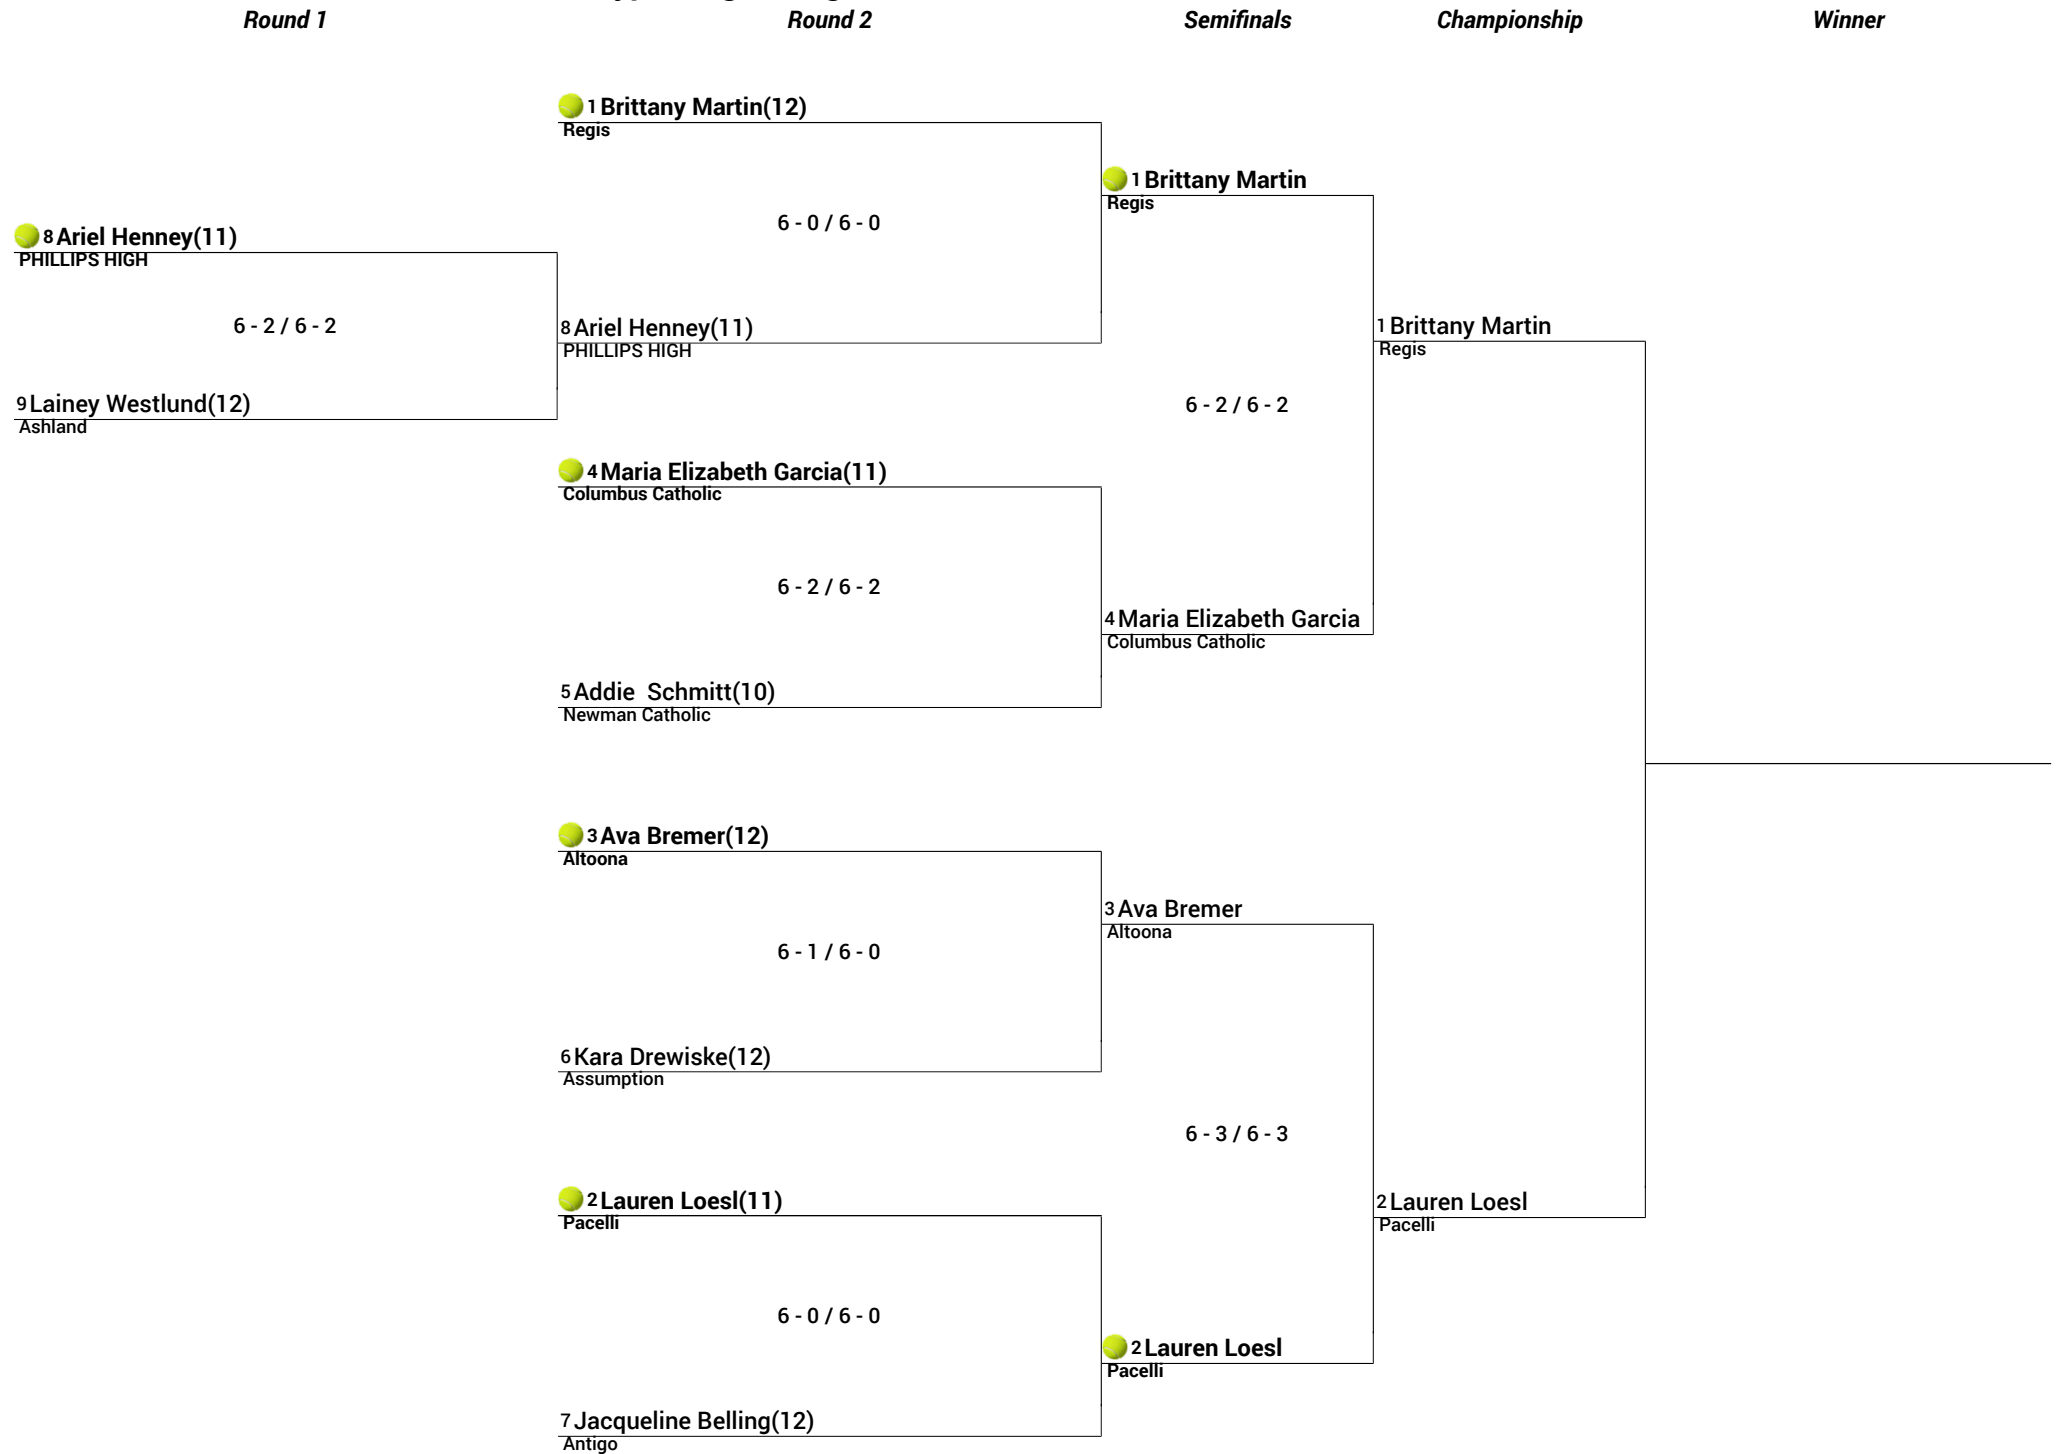 Round 1
Round 2
Semifinals
Championship
Winner
1 Brittany Martin(12)
Regis
1 Brittany Martin
Regis
6 - 0 / 6 - 0
8 Ariel Henney(11)
PHILLIPS HIGH
6 - 2 / 6 - 2
8 Ariel Henney(11)
PHILLIPS HIGH
1 Brittany Martin
Regis
9 Lainey Westlund(12)
Ashland
6 - 2 / 6 - 2
4 Maria Elizabeth Garcia(11)
Columbus Catholic
6 - 2 / 6 - 2
4 Maria Elizabeth Garcia
Columbus Catholic
5 Addie  Schmitt(10)
Newman Catholic
3 Ava Bremer(12)
Altoona
3 Ava Bremer
Altoona
6 - 1 / 6 - 0
6 Kara Drewiske(12)
Assumption
6 - 3 / 6 - 3
2 Lauren Loesl(11)
Pacelli
2 Lauren Loesl
Pacelli
6 - 0 / 6 - 0
2 Lauren Loesl
Pacelli
7 Jacqueline Belling(12)
Antigo